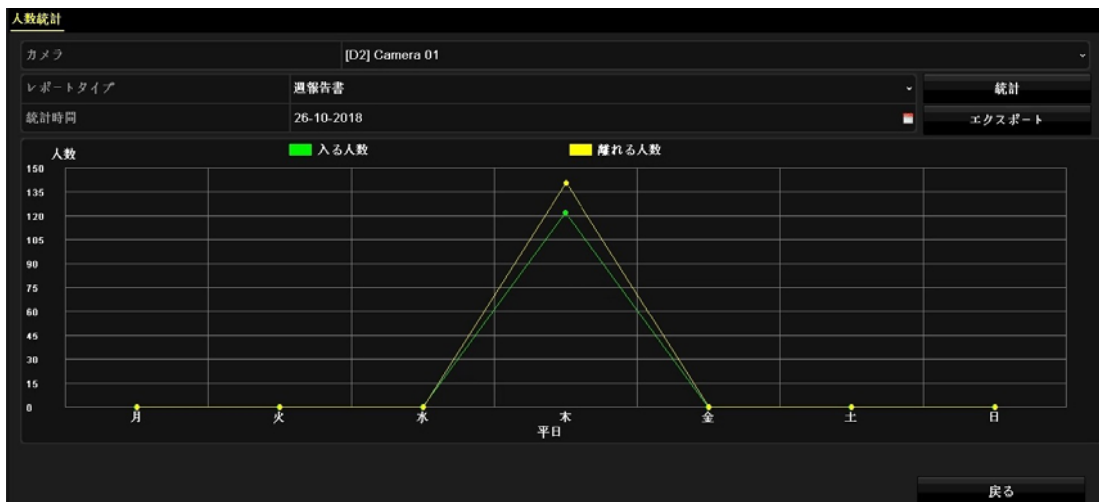 人数統計
カメラ [D2] Camera 01
レポートタイプ 週報告書 統計
統計時間 26-10-2018 エクスポート
人数 入る人数 離れる人数
150
135
120
105
90
75
60
45
30
15
0
月 火 水 木 金 土 日
平日
戻る